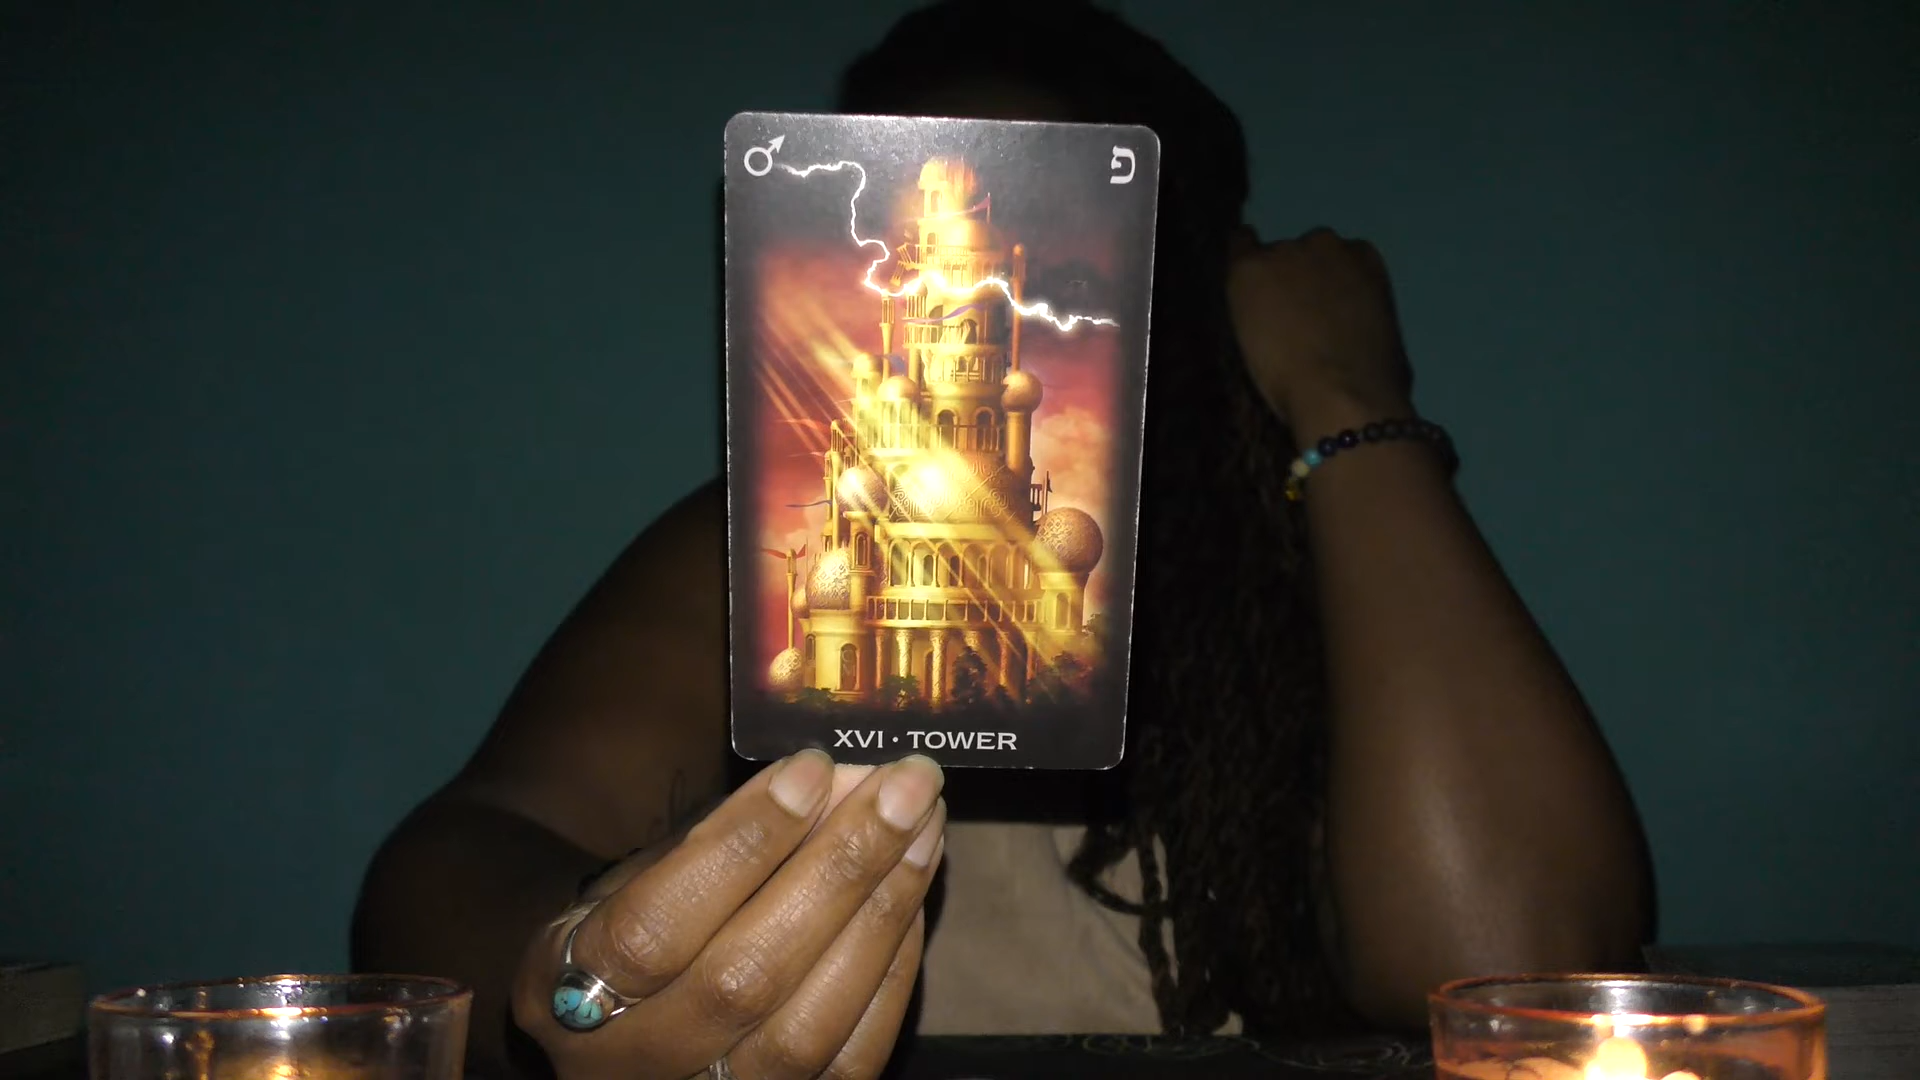 ♂ פ
XVI • TOWER